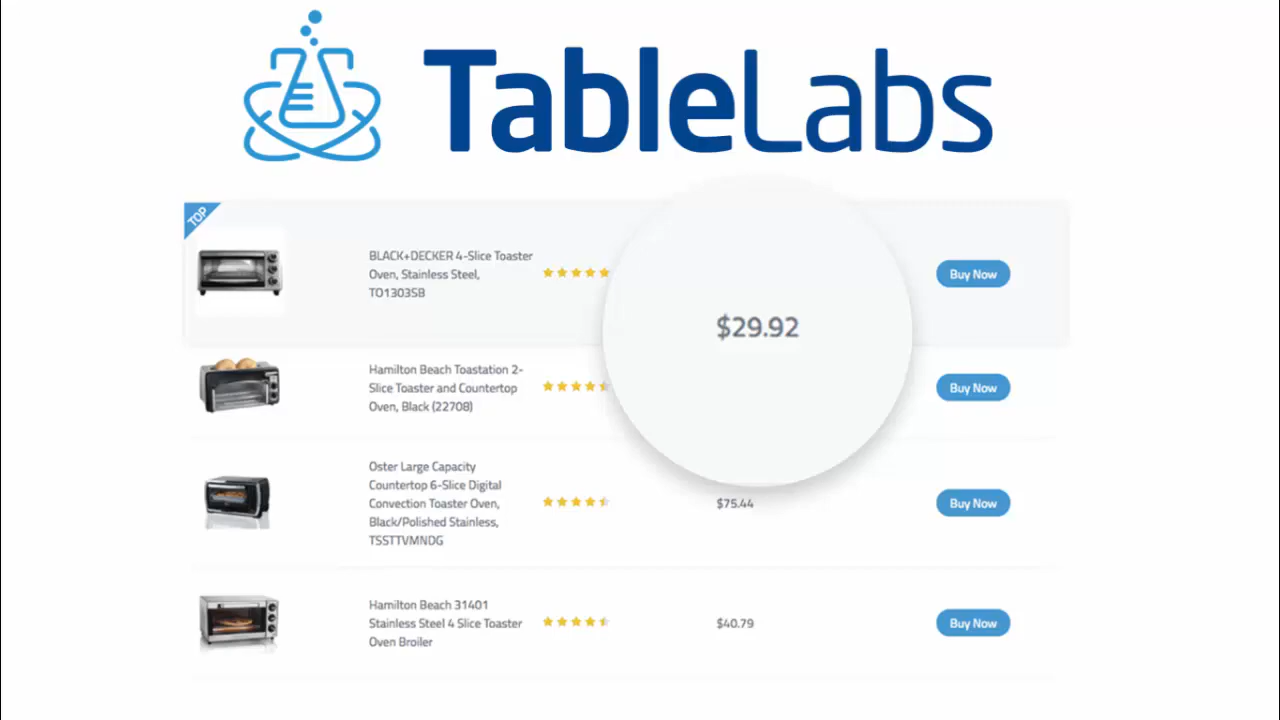 TableLabs
TOP
BLACK+DECKER 4-Slice Toaster
Oven, Stainless Steel,
TO1303SB
$29.92
Buy Now
Hamilton Beach Toastation 2-
Slice Toaster and Countertop
Oven, Black (22708)
Buy Now
Oster Large Capacity
Countertop 6-Slice Digital
Convection Toaster Oven,
Black/Polished Stainless,
TSSTTVMNDG
$75.44
Buy Now
Hamilton Beach 31401
Stainless Steel 4 Slice Toaster
Oven Broiler
$40.79
Buy Now